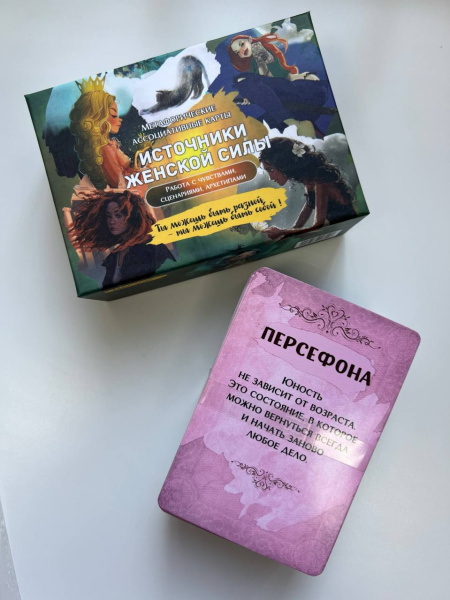 МЕТАФОРИЧЕСКИЕ
АССОЦИАТИВНЫЕ КАРТЫ
ИСТОЧНИКИ
ЖЕНСКОЙ СИЛЫ
РАБОТА С ЧУВСТВАМИ,
СЦЕНАРИЯМИ, АРХЕТИПАМИ
Ты можешь быть разной,
- ты можешь быть собой!
ПЕРСЕФОНА
ЮНОСТЬ
НЕ ЗАВИСИТ ОТ ВОЗРАСТА.
ЭТО СОСТОЯНИЕ, В КОТОРОЕ
МОЖНО ВЕРНУТЬСЯ ВСЕГДА
И НАЧАТЬ ЗАНОВО
ЛЮБОЕ ДЕЛО.